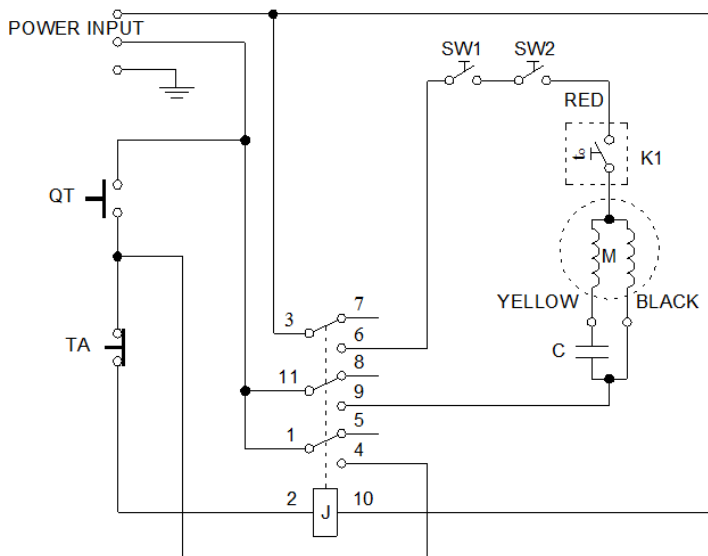 POWER INPUT
SW1 SW2
RED
K1
QT
M
YELLOW BLACK
7
3
6
TA
C
8
11
9
5
1
4
2 J 10